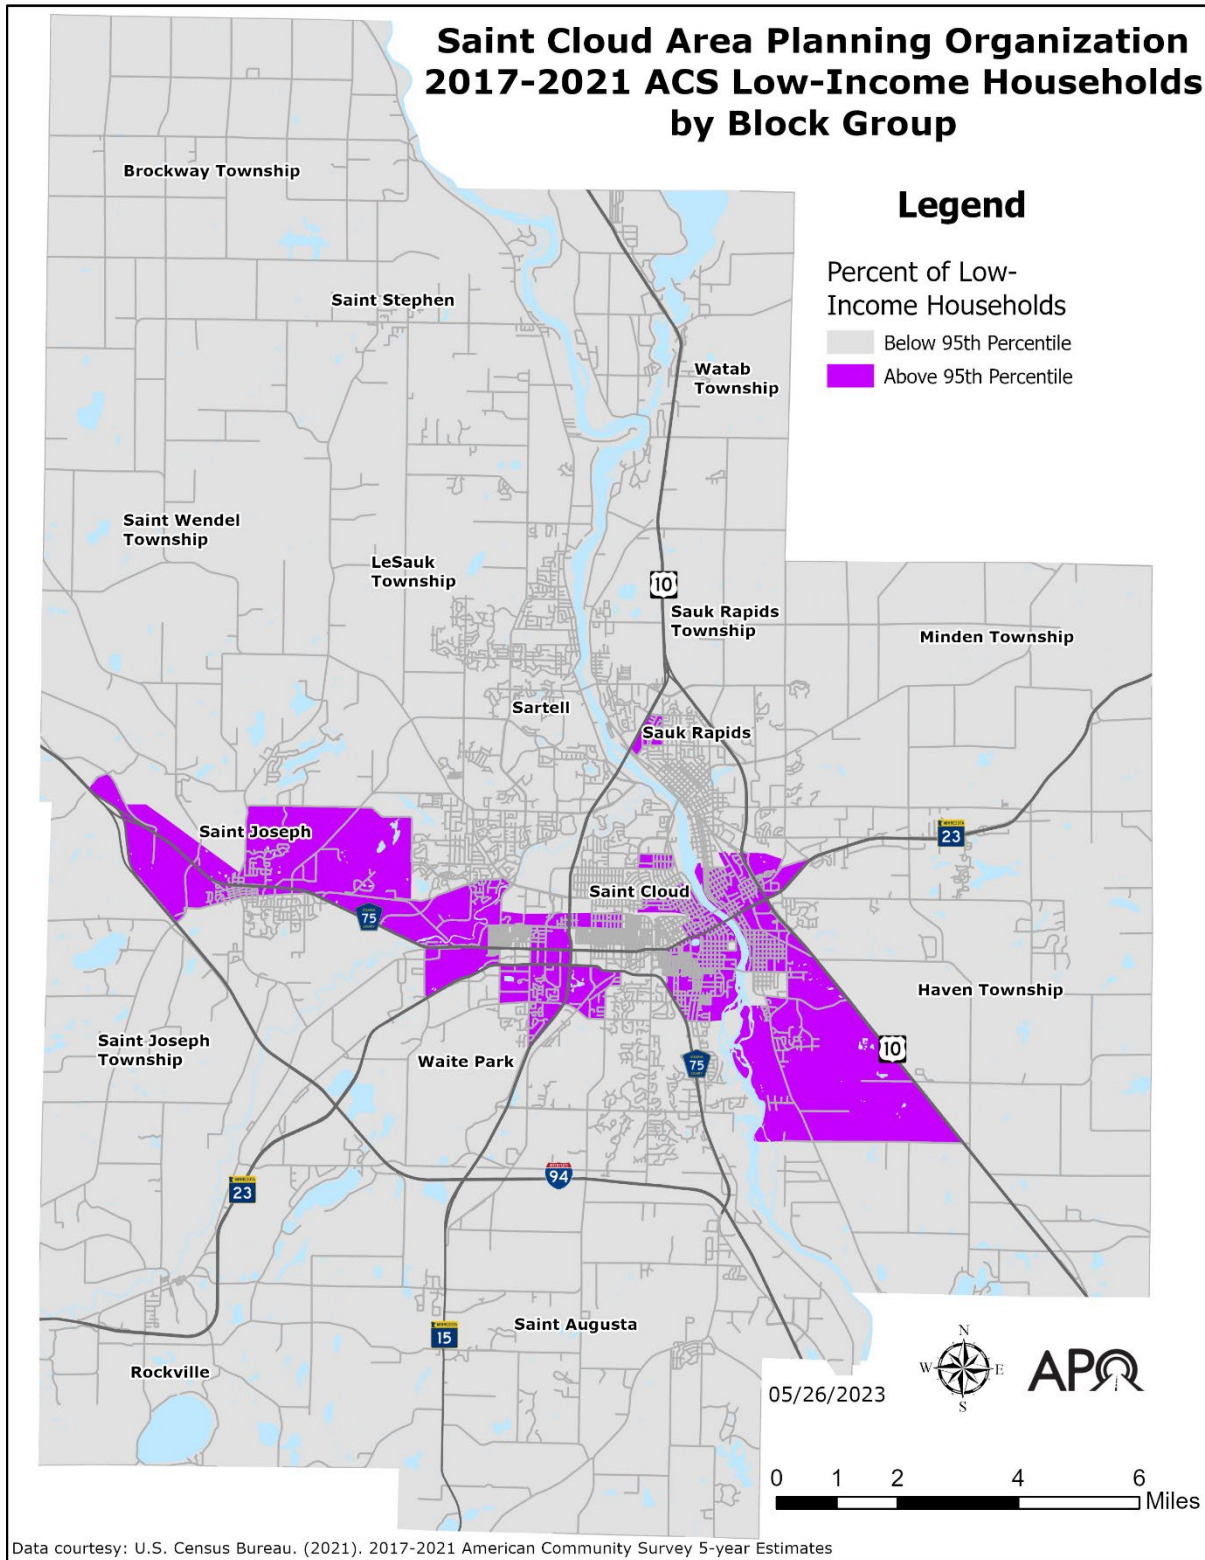 Saint Cloud Area Planning Organization
2017-2021 ACS Low-Income Households
by Block Group
Legend
Percent of Low-
Income Households
Below 95th Percentile
Above 95th Percentile
Brockway Township
Saint Stephen
Watab
Township
Saint Wendel
Township
LeSauk
Township
10
Sauk Rapids
Township
Minden Township
Sartell
Sauk Rapids
Saint Joseph
23
Saint Cloud
75
Haven Township
Saint Joseph
Township
Waite Park
75
10
94
23
15
Saint Augusta
Rockville
N
W
E
S
05/26/2023
APO
0 1 2 4 6
Miles
Data courtesy: U.S. Census Bureau. (2021). 2017-2021 American Community Survey 5-year Estimates